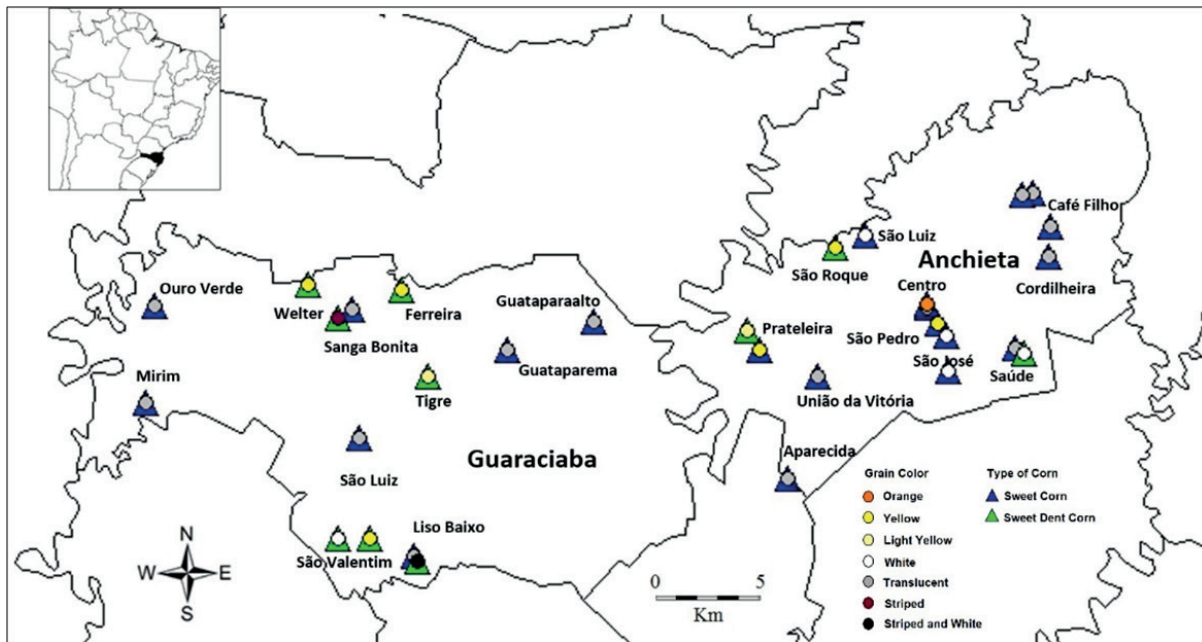 Café Filho
São Luiz
São Roque
Anchieta
Cordilheira
Ouro Verde
Welter
Ferreira
Guataparaalto
Centro
Sanga Bonita
Prateleira
São Pedro
Guataparema
São José
Saúde
Mirim
Tigre
União da Vitória
Aparecida
Guaraciaba
São Luiz
Liso Baixo
São Valentim
N
W E
S
0 5
Km
Grain Color
Orange
Yellow
Light Yellow
White
Translucent
Striped
Striped and White
Type of Corn
Sweet Corn
Sweet Dent Corn